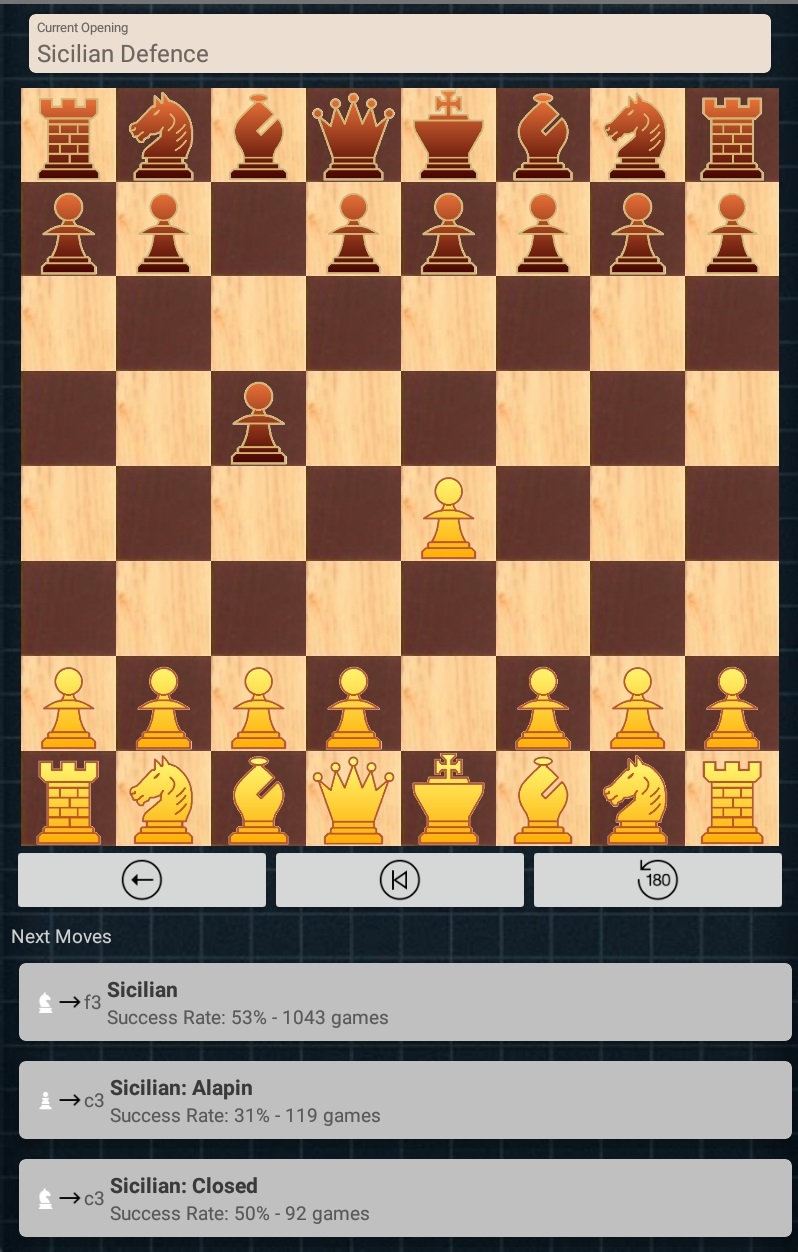 Current Opening
Sicilian Defence
180
Next Moves
f3 Sicilian
Success Rate: 53% - 1043 games
c3 Sicilian: Alapin
Success Rate: 31% - 119 games
c3 Sicilian: Closed
Success Rate: 50% - 92 games